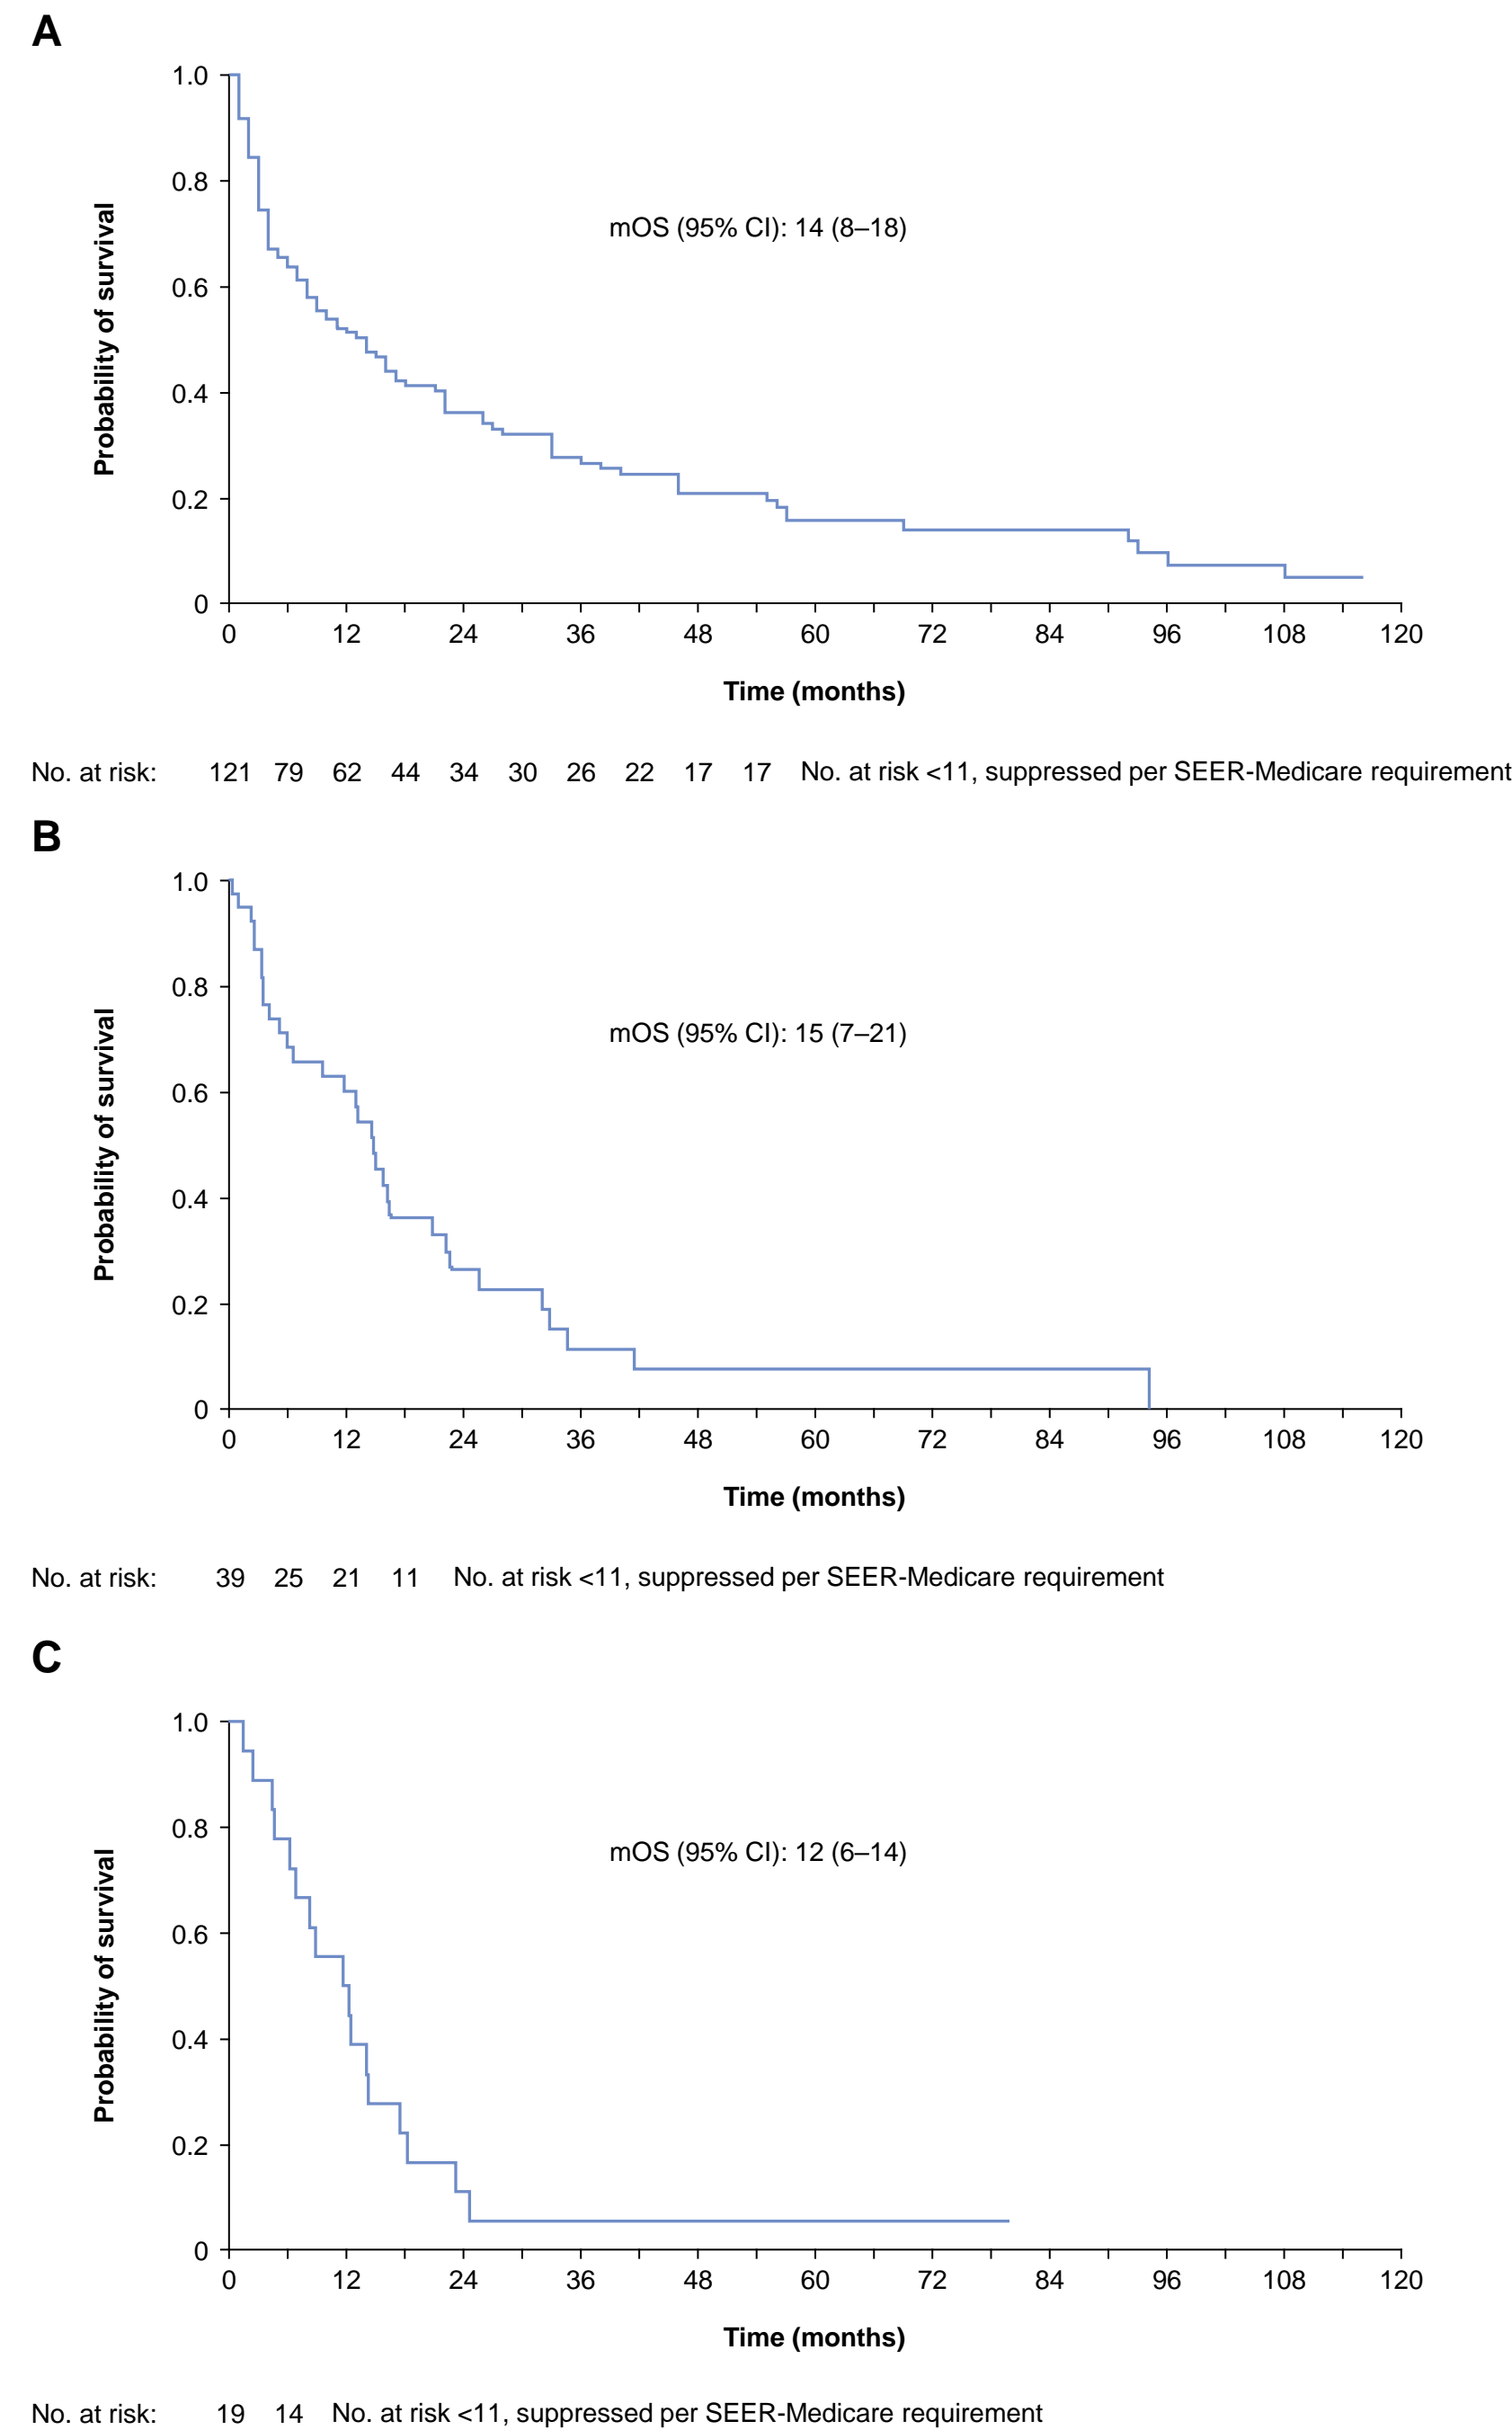 A
1.0
0.8
0.6
0.4
0.2
0
Probability of survival
mOS (95% CI): 14 (8–18)
0 12 24 36 48 60 72 84 96 108 120
Time (months)
No. at risk: 121 79 62 44 34 30 26 22 17 17 No. at risk <11, suppressed per SEER-Medicare requirement
B
1.0
0.8
0.6
0.4
0.2
0
Probability of survival
mOS (95% CI): 15 (7–21)
0 12 24 36 48 60 72 84 96 108 120
Time (months)
No. at risk: 39 25 21 11 No. at risk <11, suppressed per SEER-Medicare requirement
C
1.0
0.8
0.6
0.4
0.2
0
Probability of survival
mOS (95% CI): 12 (6–14)
0 12 24 36 48 60 72 84 96 108 120
Time (months)
No. at risk: 19 14 No. at risk <11, suppressed per SEER-Medicare requirement